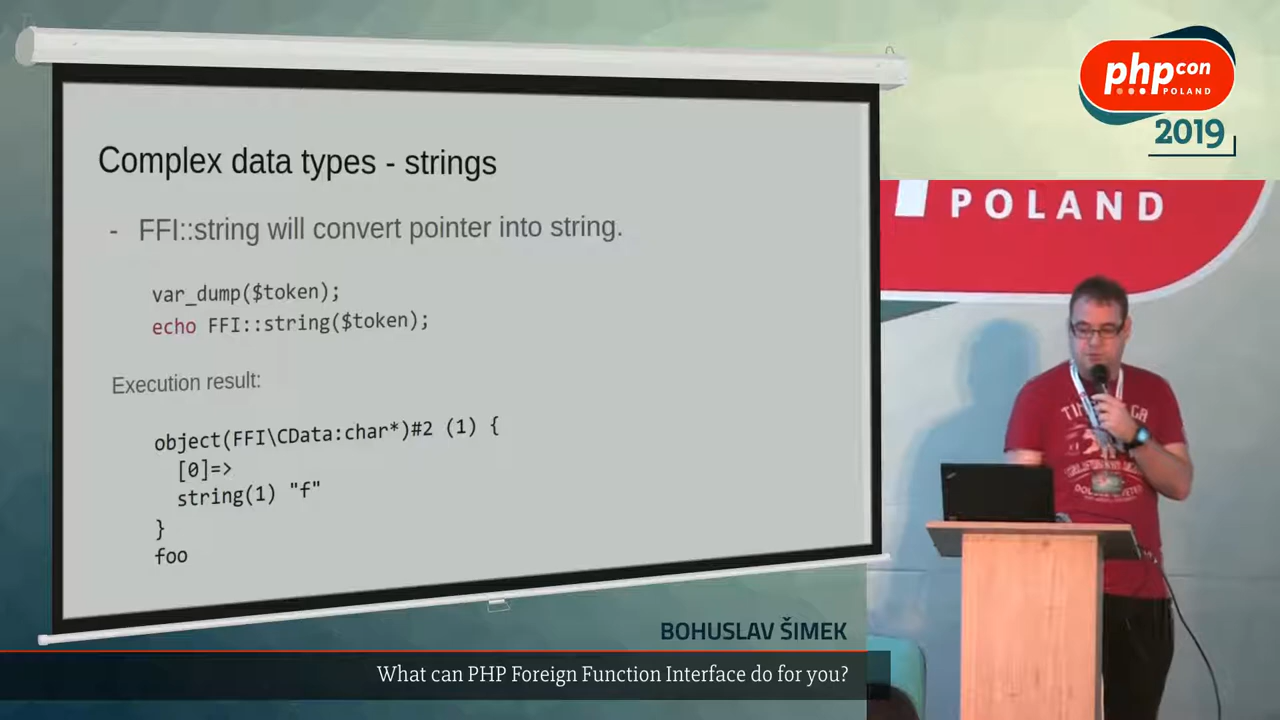 Complex data types - strings
- FFI::string will convert pointer into string.
var_dump($token);
echo FFI::string($token);
Execution result:
object(FFI\CData:char*)#2 (1) {
[0]=>
string(1) "f"
}
foo
phpcon
POLAND
2019
POLAND
BOHUSLAV ŠIMEK
What can PHP Foreign Function Interface do for you?